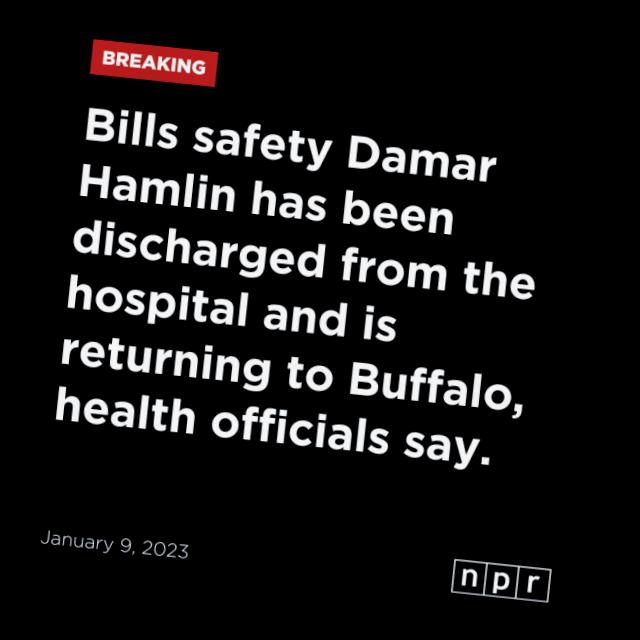 BREAKING
Bills safety Damar
Hamlin has been
discharged from the
hospital and is
returning to Buffalo,
health officials say.
January 9, 2023
npr